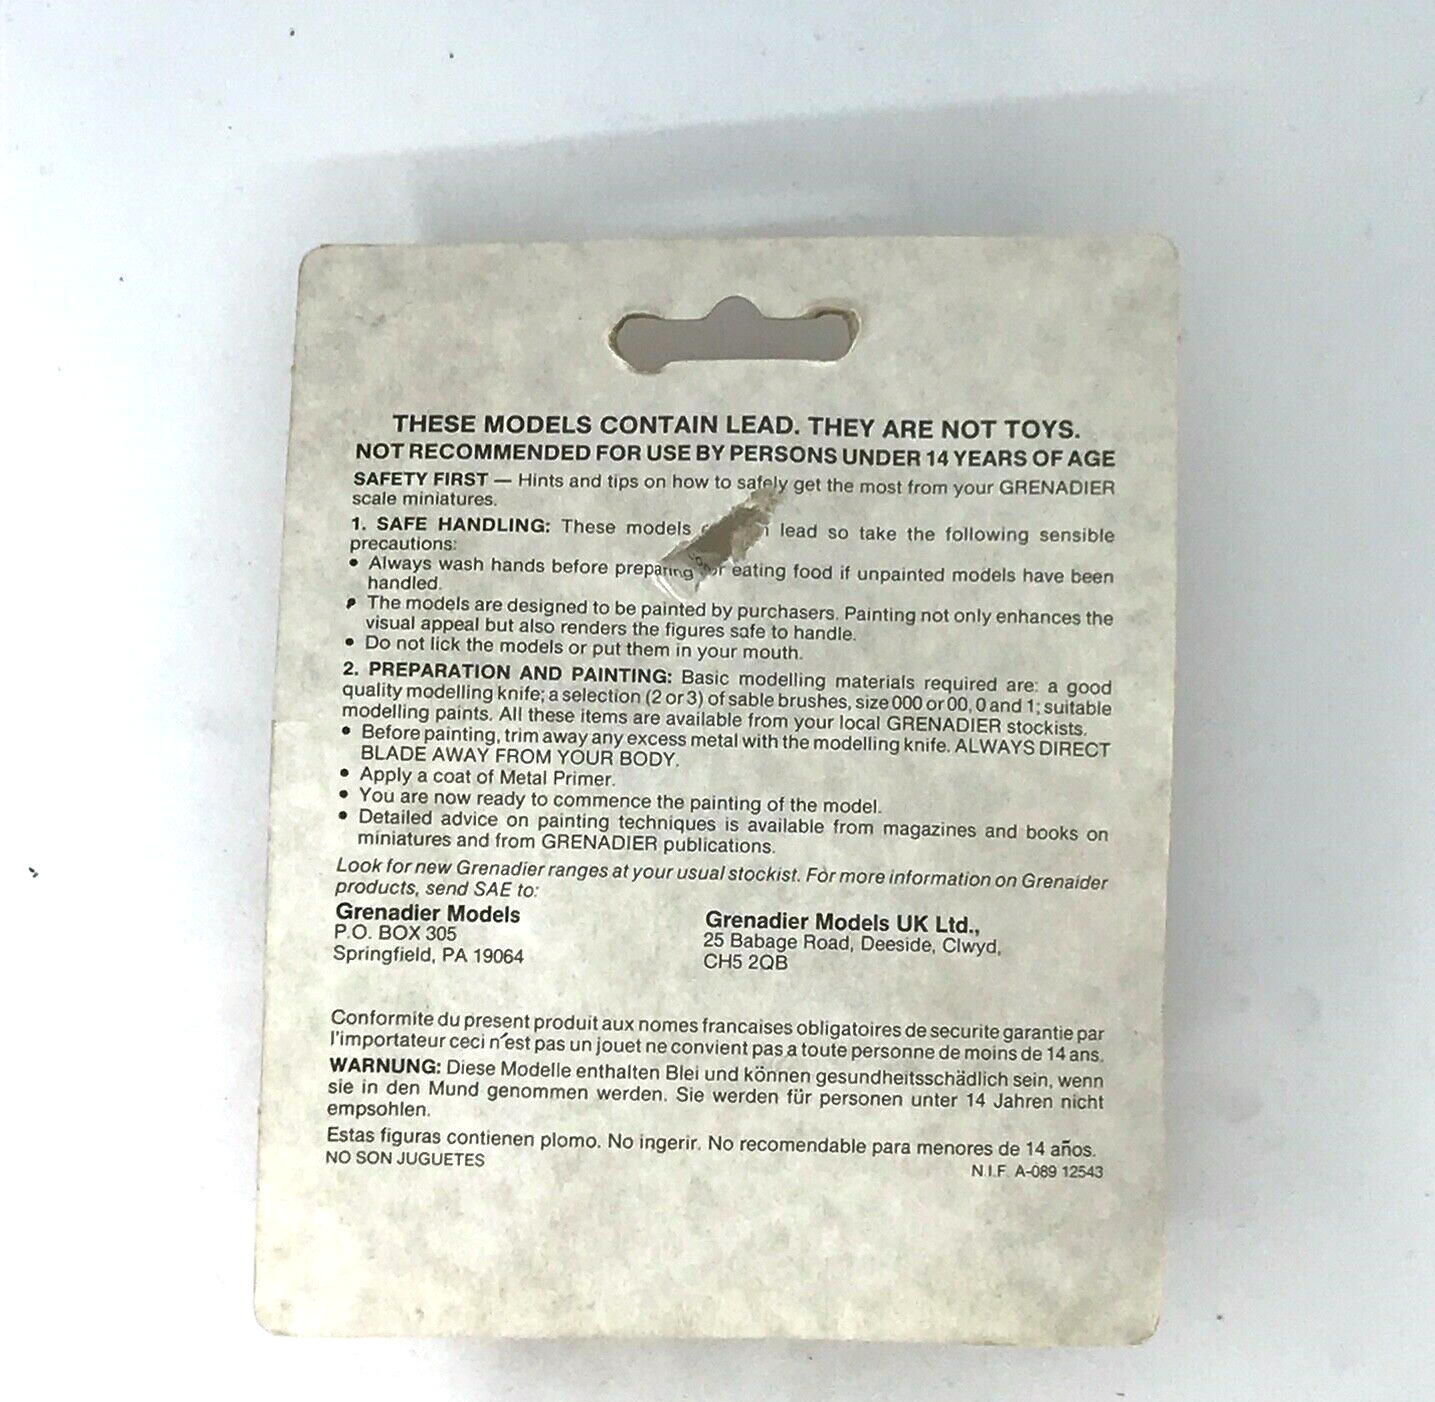 THESE MODELS CONTAIN LEAD. THEY ARE NOT TOYS.
NOT RECOMMENDED FOR USE BY PERSONS UNDER 14 YEARS OF AGE
SAFETY FIRST — Hints and tips on how to safely get the most from your GRENADIER
scale miniatures.
1. SAFE HANDLING: These models lead so take the following sensible
precautions:
• Always wash hands before preparing or eating food if unpainted models have been
handled.
• The models are designed to be painted by purchasers. Painting not only enhances the
visual appeal but also renders the figures safe to handle.
• Do not lick the models or put them in your mouth.
2. PREPARATION AND PAINTING: Basic modelling materials required are: a good
quality modelling knife; a selection (2 or 3) of sable brushes, size 000 or 00, 0 and 1; suitable
modelling paints. All these items are available from your local GRENADIER stockists.
• Before painting, trim away any excess metal with the modelling knife. ALWAYS DIRECT
BLADE AWAY FROM YOUR BODY.
• Apply a coat of Metal Primer.
• You are now ready to commence the painting of the model.
• Detailed advice on painting techniques is available from magazines and books on
miniatures and from GRENADIER publications.
Look for new Grenadier ranges at your usual stockist. For more information on Grenaider
products, send SAE to:
Grenadier Models
P.O. BOX 305
Springfield, PA 19064
Grenadier Models UK Ltd.,
25 Babage Road, Deeside, Clwyd,
CH5 2QB
Conformite du present produit aux nomes francaises obligatoires de securite garantie par
l'importateur ceci n'est pas un jouet ne convient pas a toute personne de moins de 14 ans.
WARNUNG: Diese Modelle enthalten Blei und können gesundheitsschädlich sein, wenn
sie in den Mund genommen werden. Sie werden für personen unter 14 Jahren nicht
empsohlen.
Estas figuras contienen plomo. No ingerir. No recomendable para menores de 14 años.
NO SON JUGUETES
N.I.F. A-089 12543